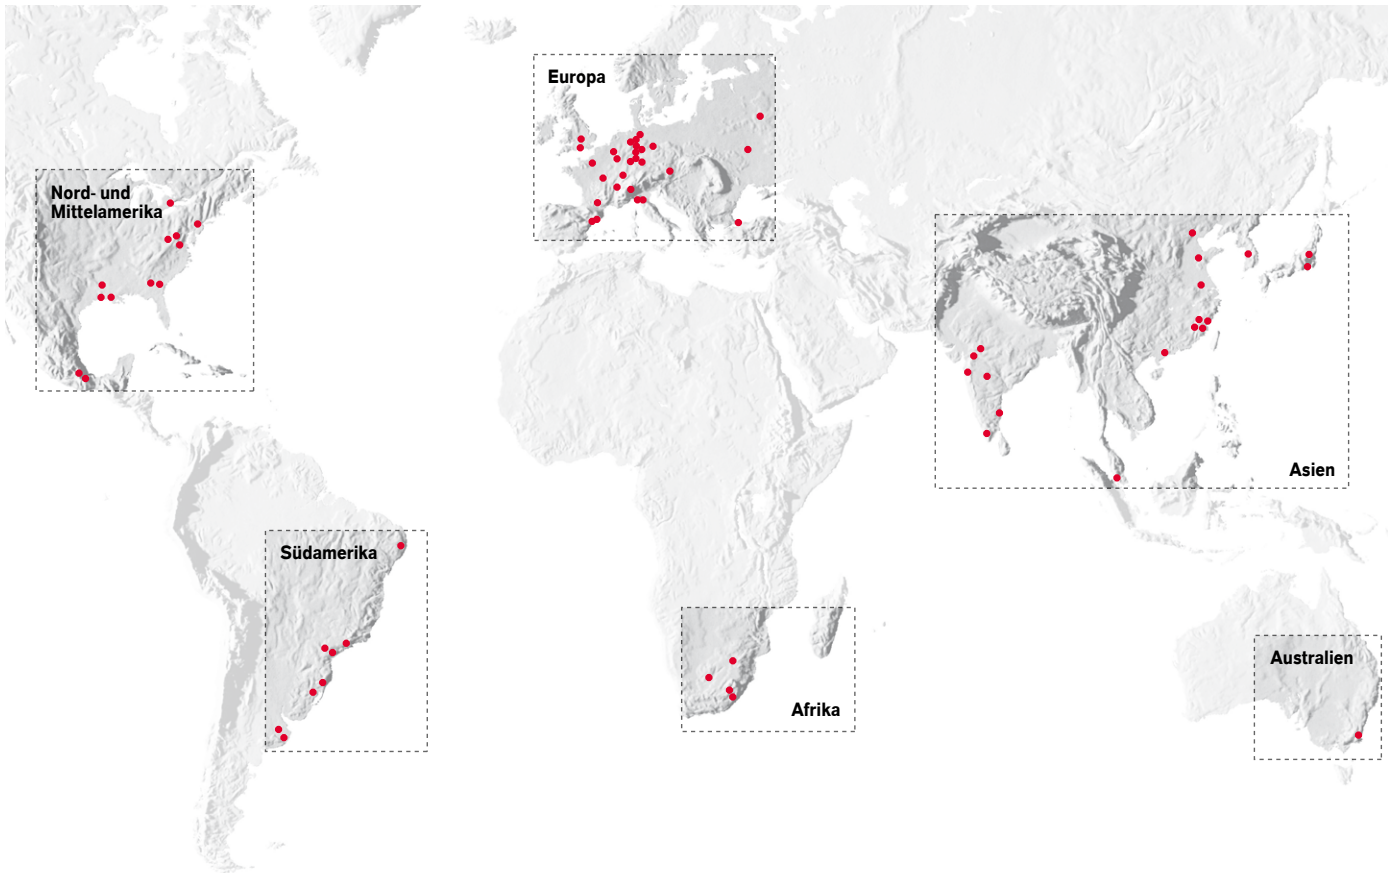 Europa
Nord- und
Mittelamerika
Asien
Südamerika
Australien
Afrika